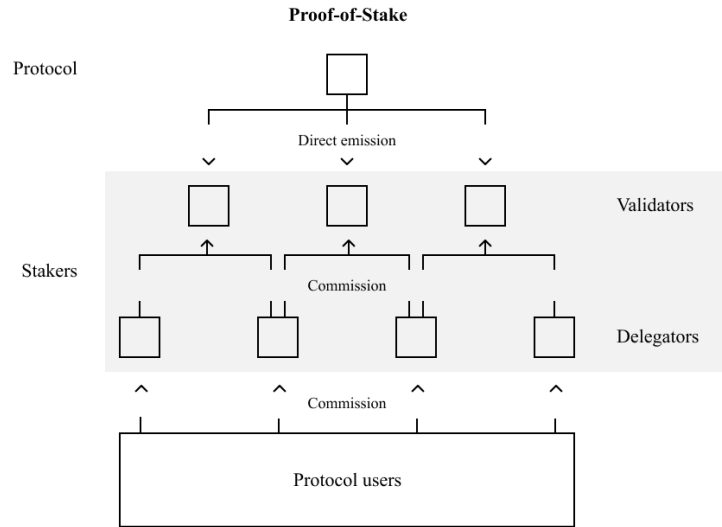 Proof-of-Stake
Protocol
Direct emission
Validators
Stakers
Commission
Delegators
Commission
Protocol users